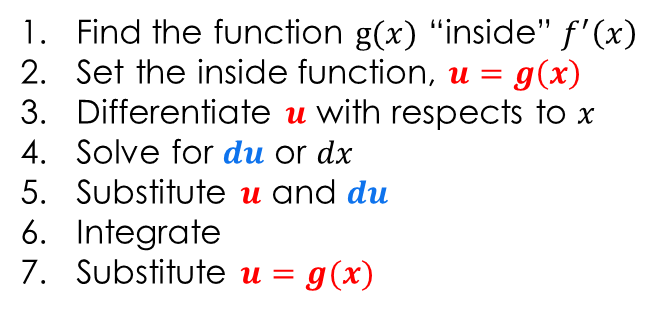 1. Find the function g(x) “inside” f′(x)
2. Set the inside function, u = g(x)
3. Differentiate u with respects to x
4. Solve for du or dx
5. Substitute u and du
6. Integrate
7. Substitute u = g(x)